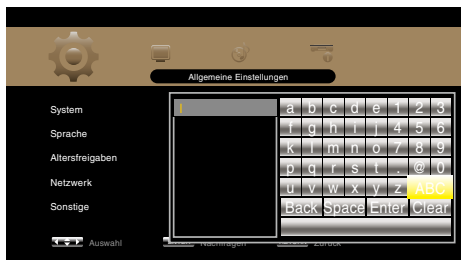 Allgemeine Einstellungen
System
Sprache
Altersfreigaben
Netzwerk
Sonstige
a b c d e 1 2 3
f g h i j 4 5 6
k l m n o 7 8 9
p q r s t . @ 0
u v w x y z ABC
Back Space Enter Clear
Auswahl Nachfragen Zurück